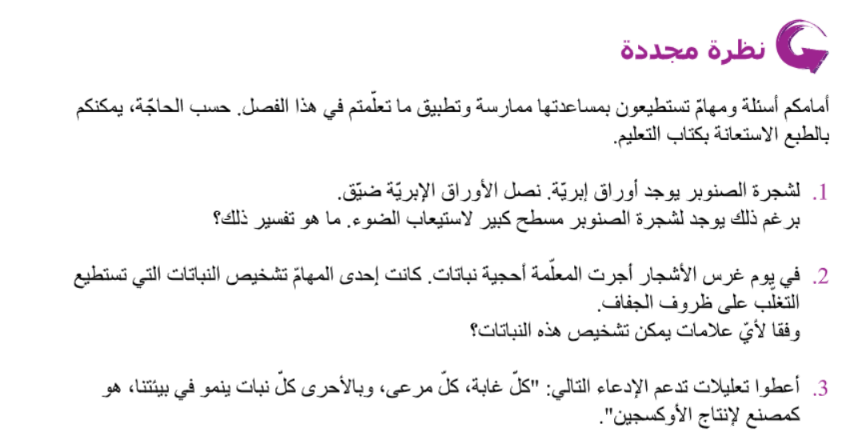 نظرة مجددة
أمامكم أسئلة ومهامّ تستطيعون بمساعدتها ممارسة وتطبيق ما تعلّمتم في هذا الفصل. حسب الحاجّة، يمكنكم
بالطبع الاستعانة بكتاب التعليم.
1. لشجرة الصنوبر يوجد أوراق إبريّة. نصل الأوراق الإبريّة ضيّق.
برغم ذلك يوجد لشجرة الصنوبر مسطح كبير لاستيعاب الضوء. ما هو تفسير ذلك؟
2. في يوم غرس الأشجار أجرت المعلّمة أحجية نباتات. كانت إحدى المهامّ تشخيص النباتات التي تستطيع
التغلّب على ظروف الجفاف.
وفقا لأيّ علامات يمكن تشخيص هذه النباتات؟
3. أعطوا تعليلات تدعم الإدعاء التالي: "كلّ غابة، كلّ مرعى، وبالأحرى كلّ نبات ينمو في بيئتنا، هو
كمصنع لإنتاج الأوكسجين".